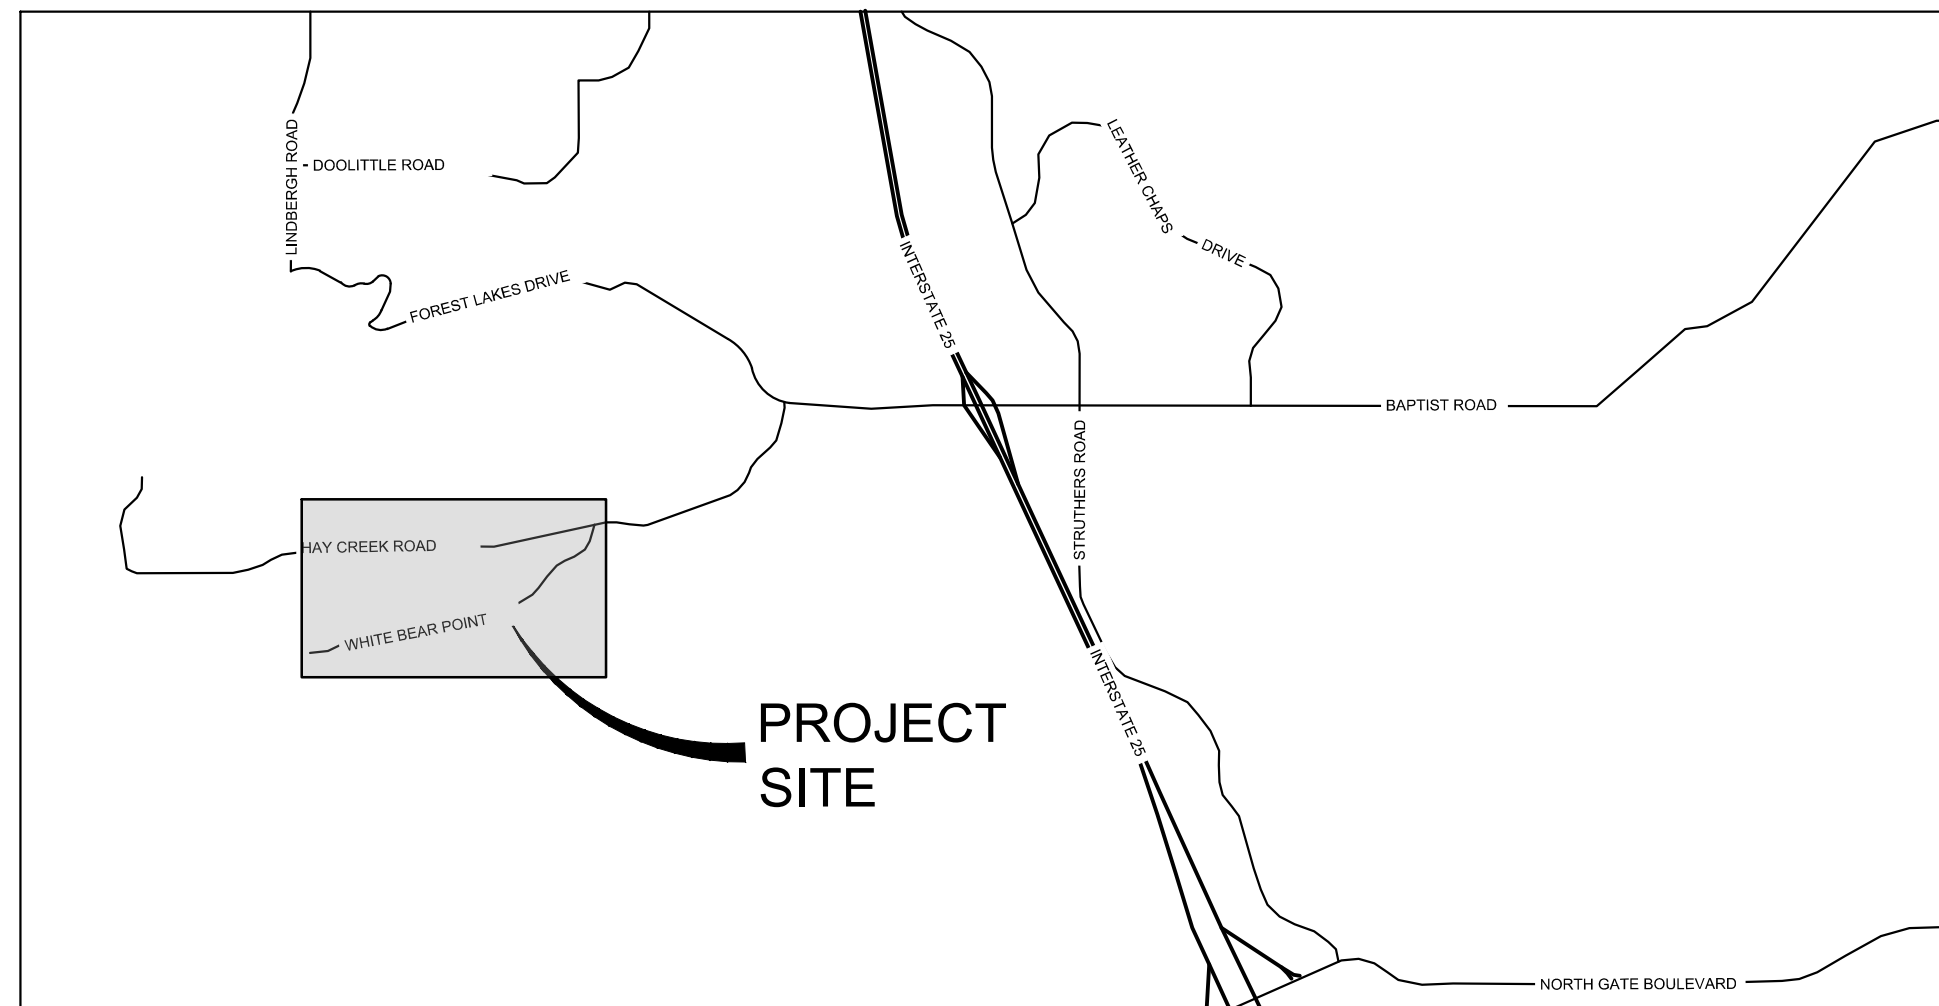 LINDBERGH ROAD
DOOLITTLE ROAD
LEATHER CHAPS
DRIVE
FOREST LAKES DRIVE
INTERSTATE 25
BAPTIST ROAD
STRUTHERS ROAD
HAY CREEK ROAD
WHITE BEAR POINT
INTERSTATE 25
PROJECT
SITE
NORTH GATE BOULEVARD